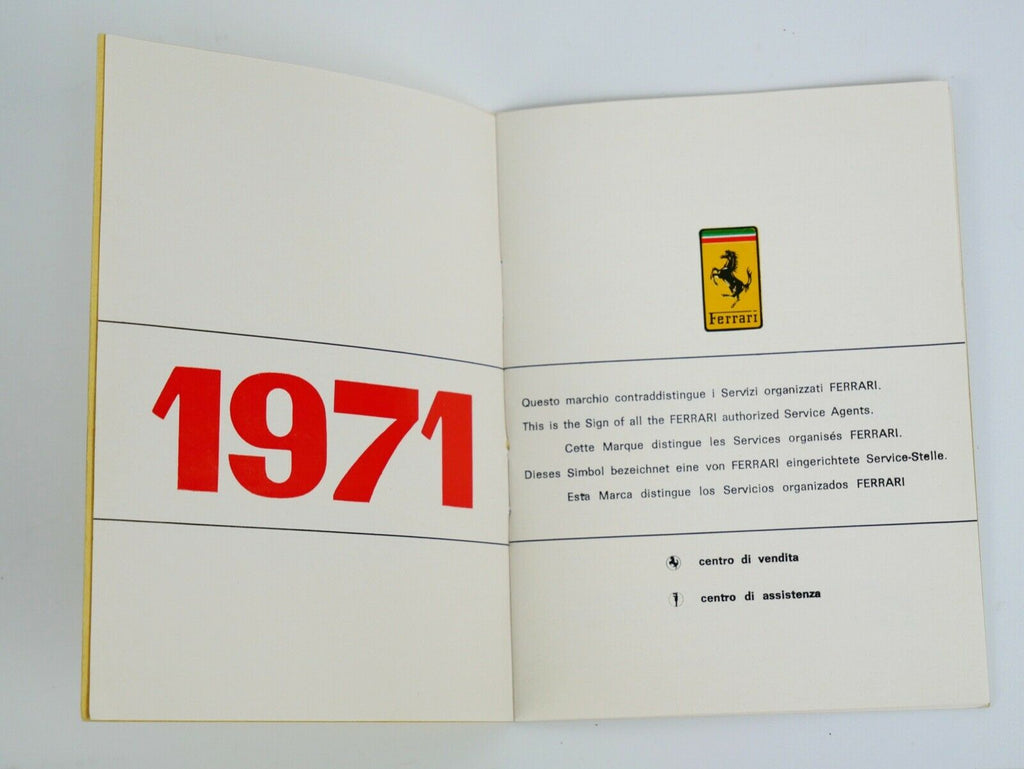 1971
Ferrari
Questo marchio contraddistingue i Servizi organizzati FERRARI.
This is the Sign of all the FERRARI authorized Service Agents.
Cette Marque distingue les Services organisés FERRARI.
Dieses Simbol bezeichnet eine von FERRARI eingerichtete Service-Stelle.
Esta Marca distingue los Servicios organizados FERRARI
centro di vendita
centro di assistenza